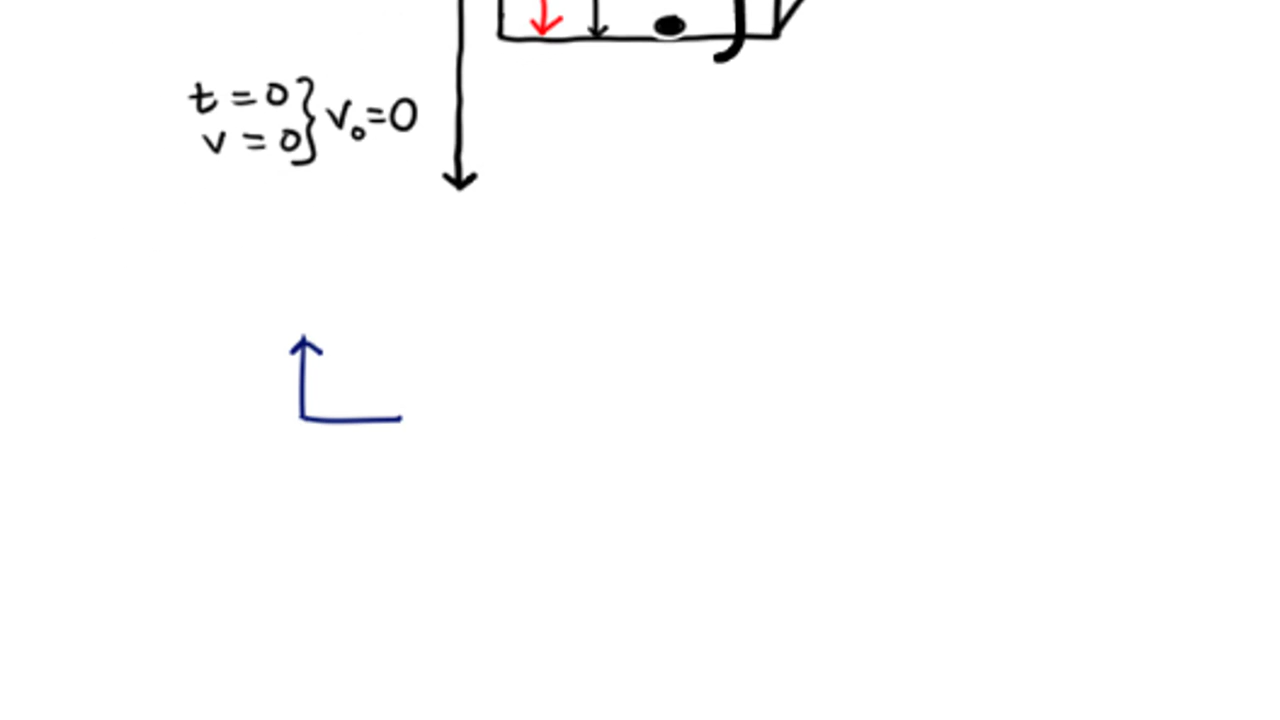 t = 0
v = 0 } v₀ = 0